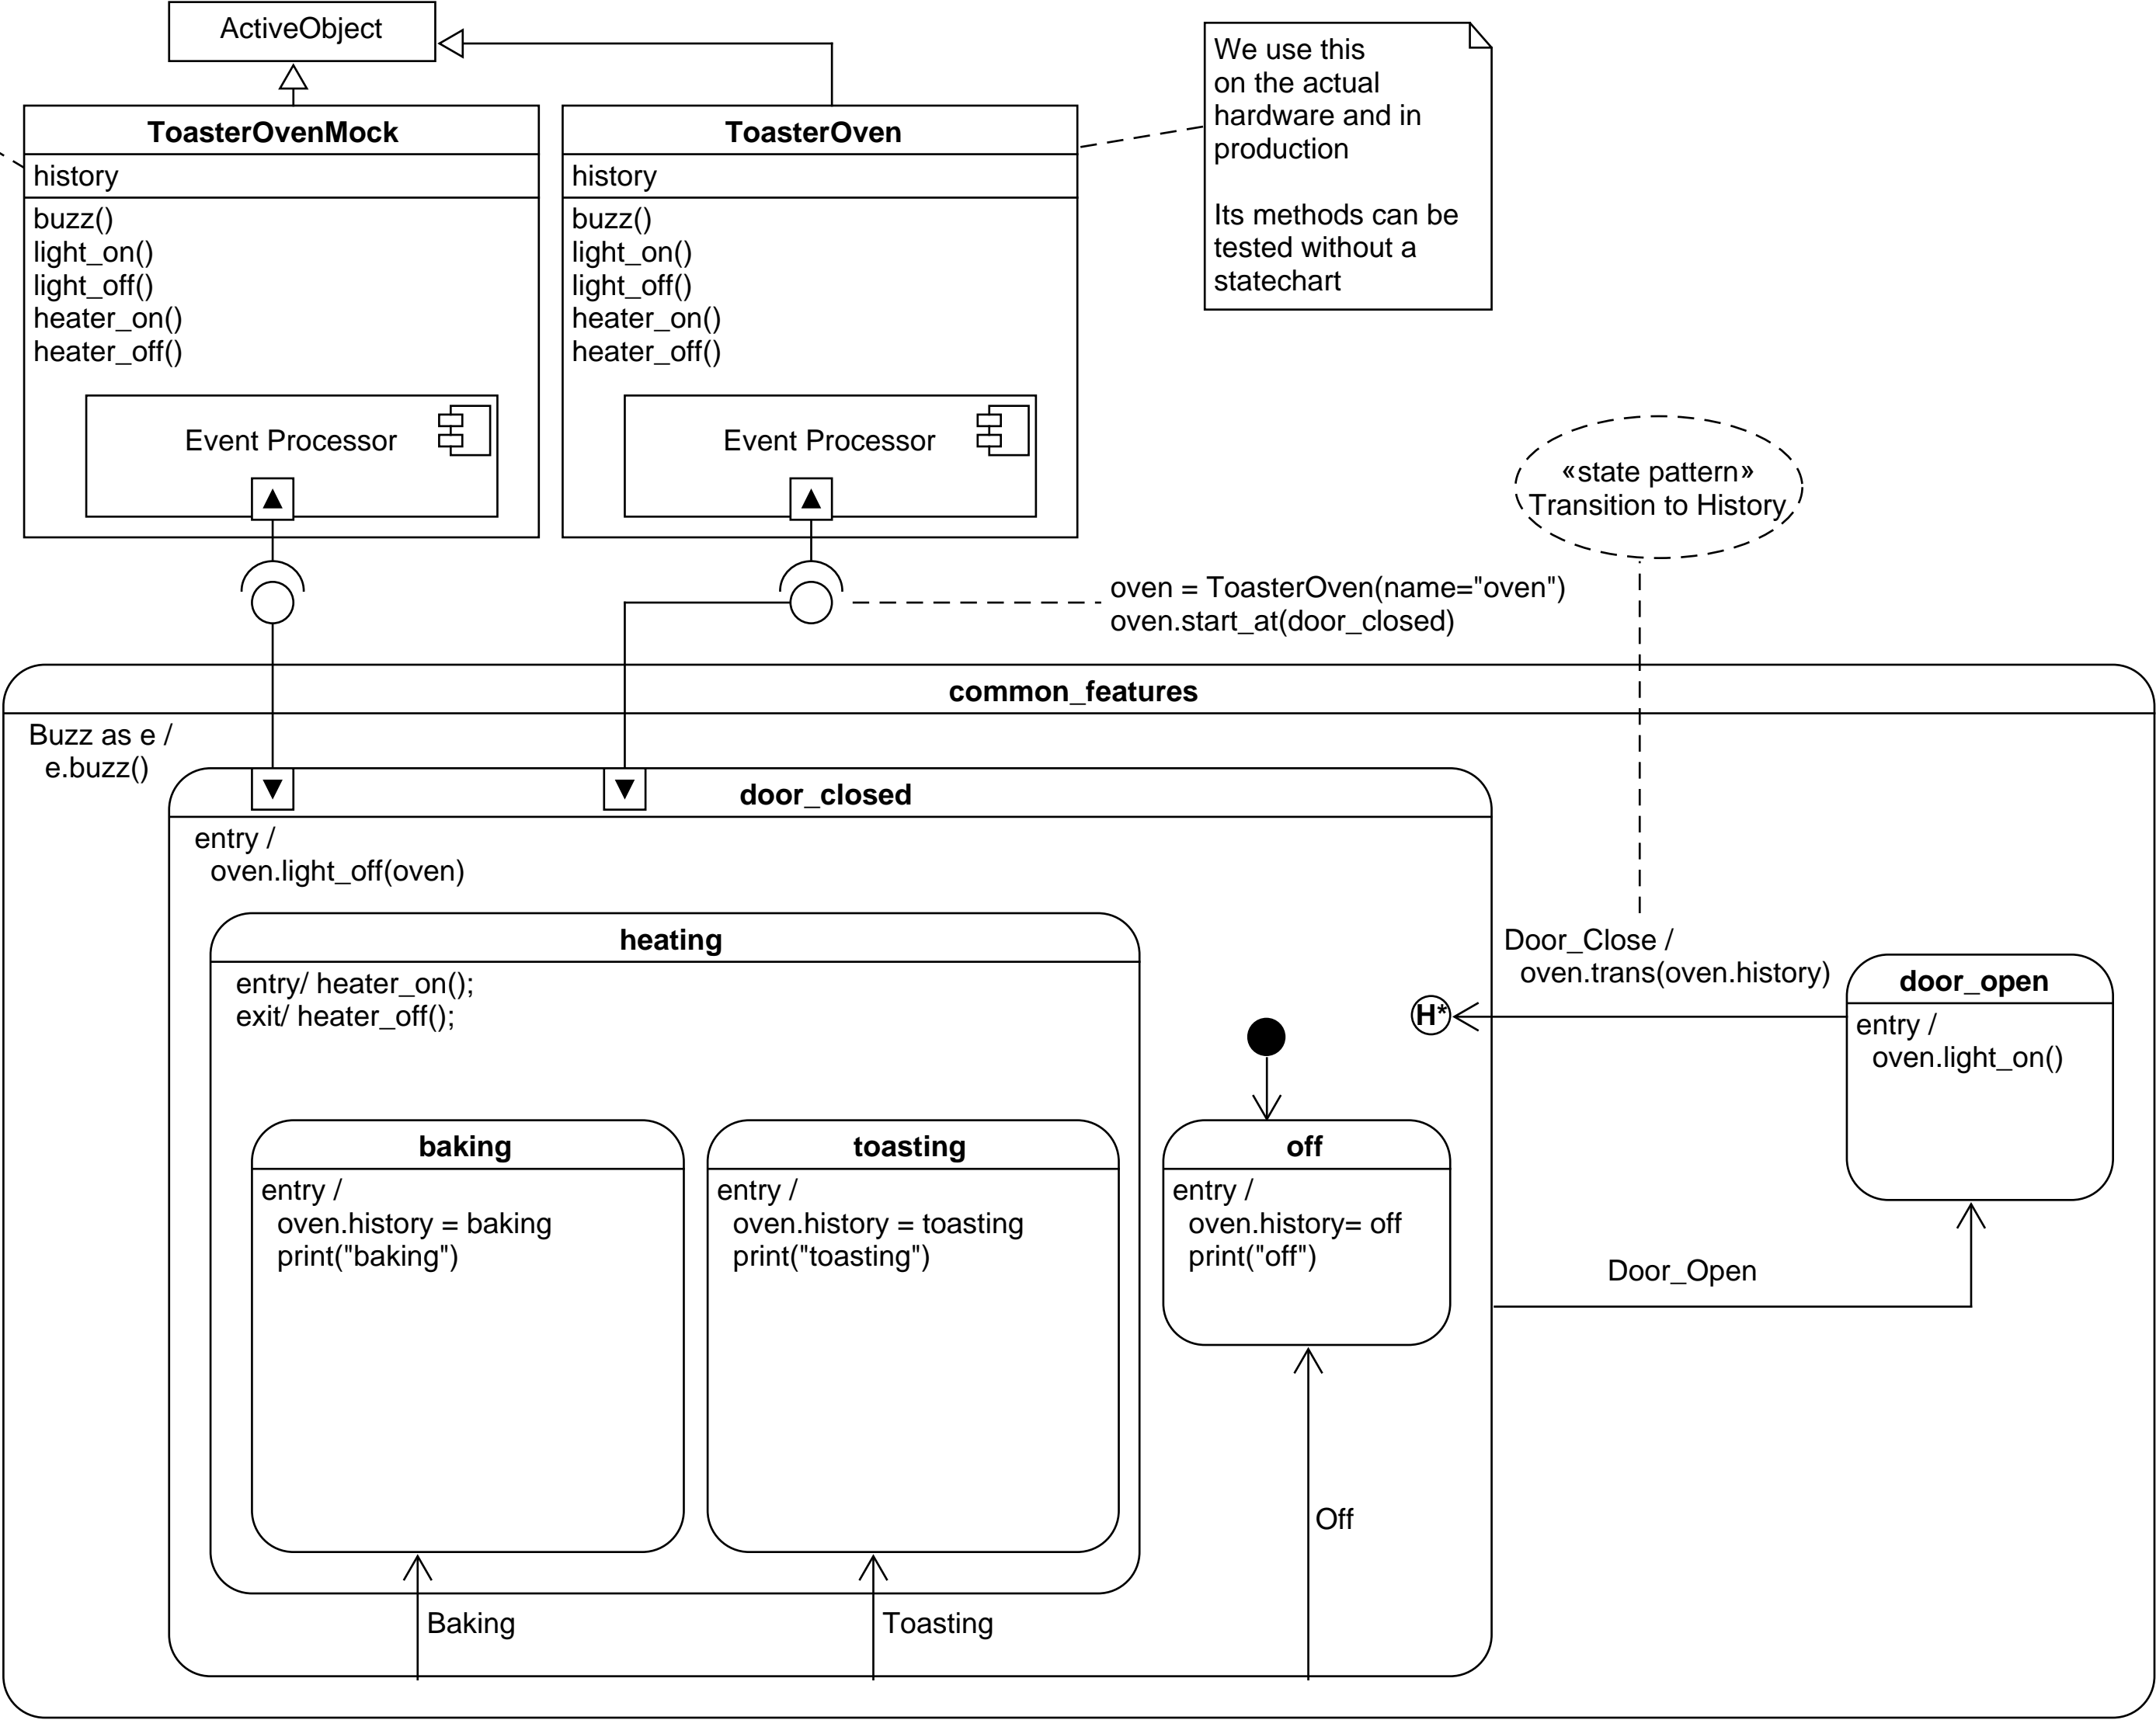 ActiveObject
ToasterOvenMock
history
buzz()
light_on()
light_off()
heater_on()
heater_off()
Event Processor
ToasterOven
history
buzz()
light_on()
light_off()
heater_on()
heater_off()
Event Processor
We use this
on the actual
hardware and in
production
Its methods can be
tested without a
statechart
«state pattern»
Transition to History
oven = ToasterOven(name="oven")
oven.start_at(door_closed)
common_features
Buzz as e /
e.buzz()
door_closed
entry /
oven.light_off(oven)
heating
entry/ heater_on();
exit/ heater_off();
baking
entry /
oven.history = baking
print("baking")
toasting
entry /
oven.history = toasting
print("toasting")
off
entry /
oven.history= off
print("off")
H*
Door_Close /
oven.trans(oven.history)
door_open
entry /
oven.light_on()
Door_Open
Off
Baking
Toasting